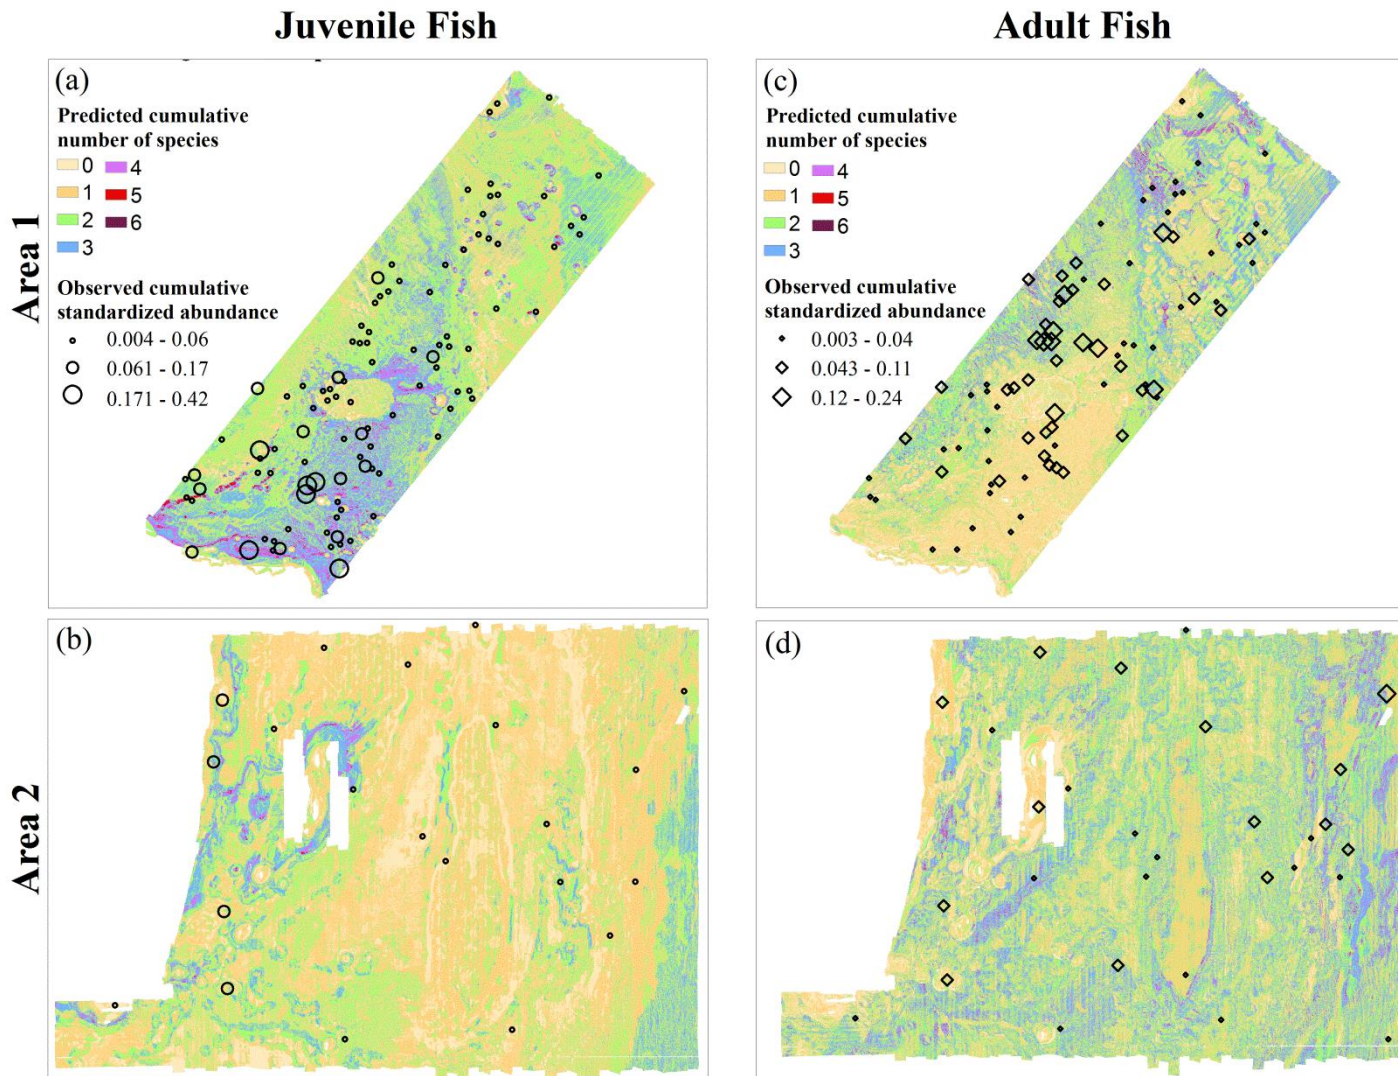 Juvenile Fish
Adult Fish
Area 1
(a)
Predicted cumulative
number of species
0 4
1 5
2 6
3
Observed cumulative
standardized abundance
0.004 - 0.06
0.061 - 0.17
0.171 - 0.42
(c)
Predicted cumulative
number of species
0 4
1 5
2 6
3
Observed cumulative
standardized abundance
0.003 - 0.04
0.043 - 0.11
0.12 - 0.24
Area 2
(b)
(d)